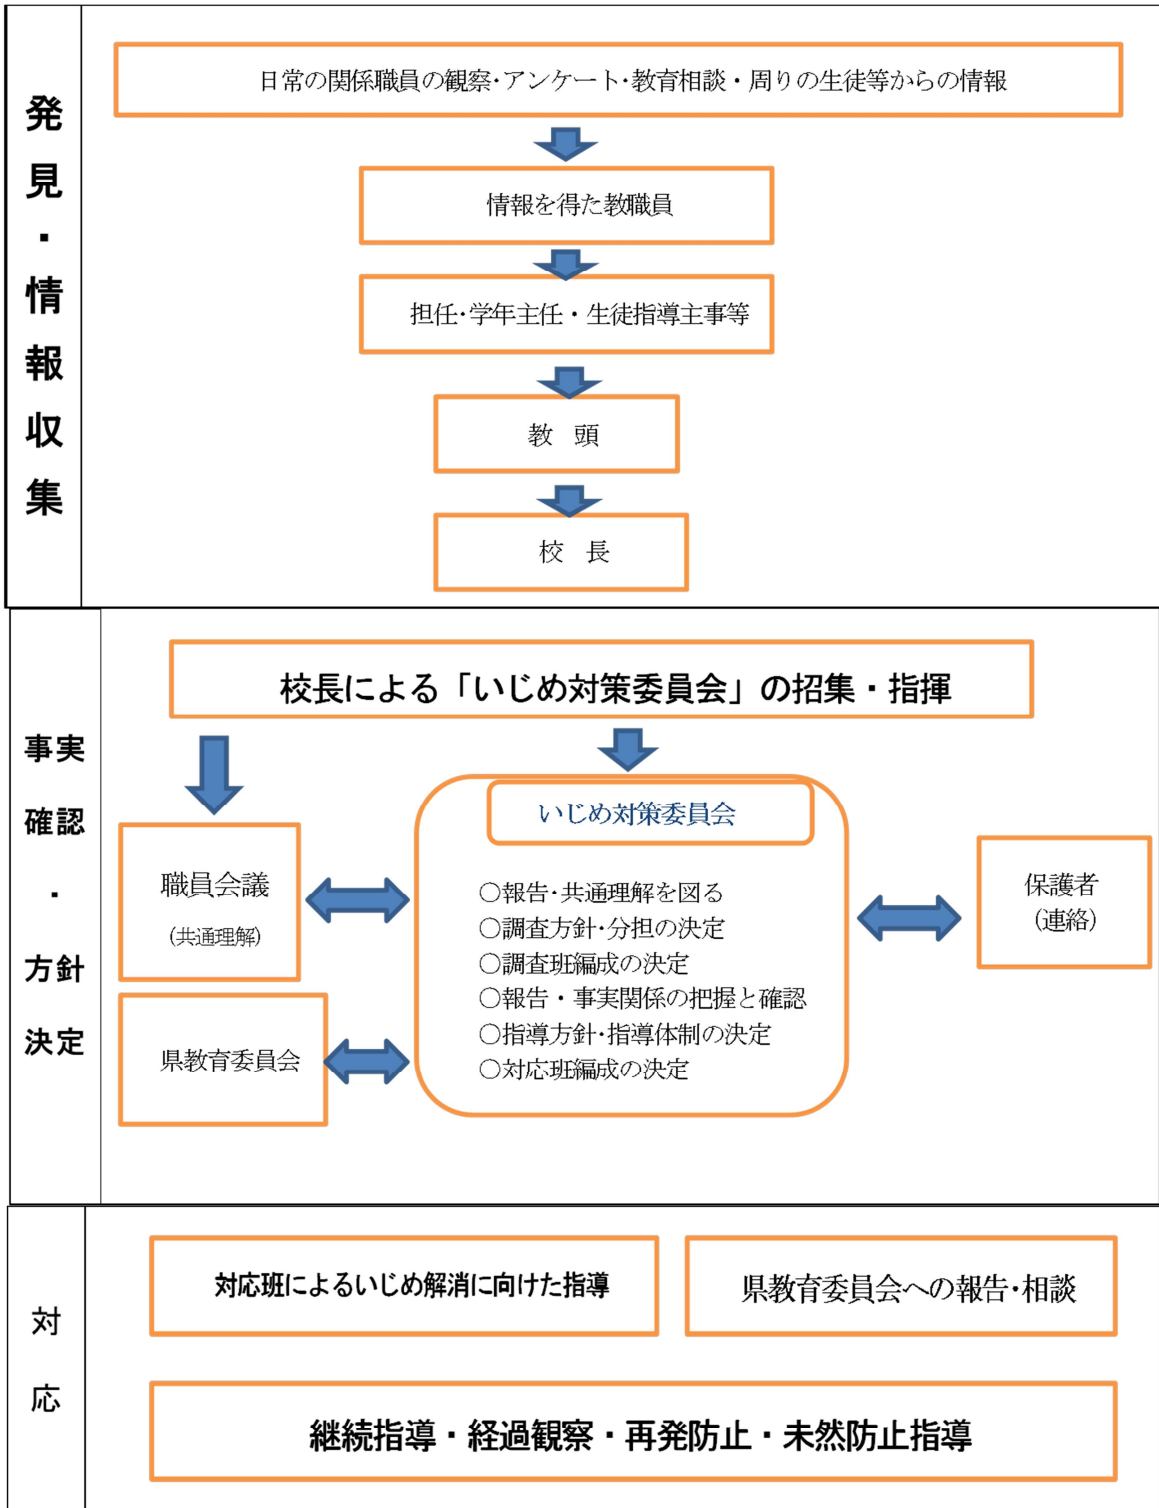 発見・情報収集
日常の関係職員の観察・アンケート・教育相談・周りの生徒等からの情報
情報を得た教職員
担任・学年主任・生徒指導主事等
教　頭
校　長
事実
確認
・
方針
決定
校長による「いじめ対策委員会」の招集・指揮
職員会議
(共通理解)
県教育委員会
いじめ対策委員会
○報告・共通理解を図る
○調査方針・分担の決定
○調査班編成の決定
○報告・事実関係の把握と確認
○指導方針・指導体制の決定
○対応班編成の決定
保護者
(連絡)
対応
対応班によるいじめ解消に向けた指導
県教育委員会への報告・相談
継続指導・経過観察・再発防止・未然防止指導